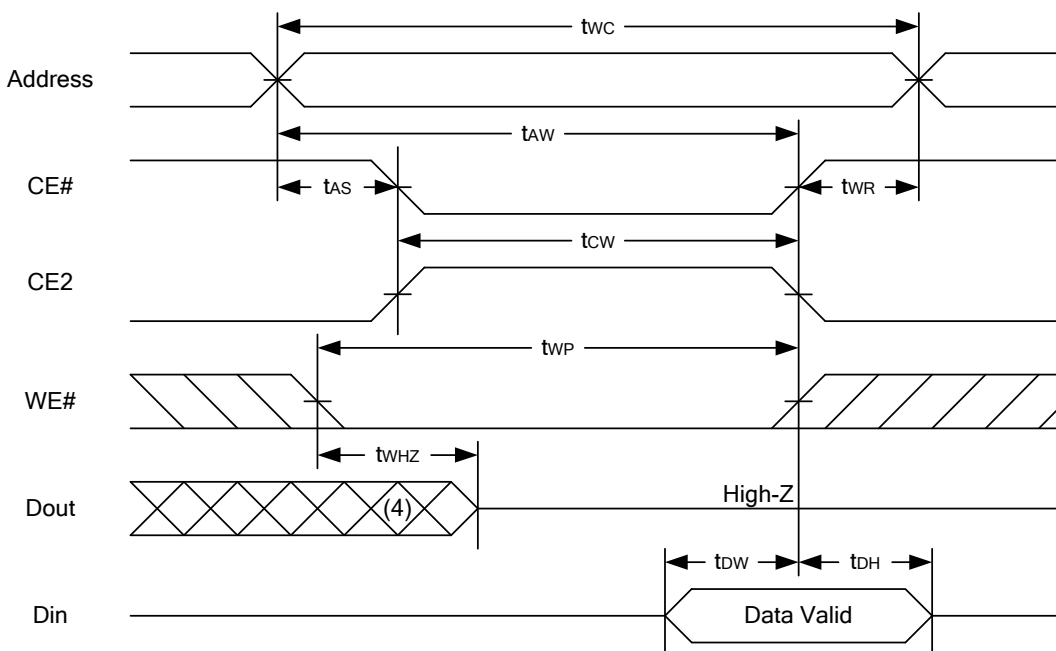 tWC
Address
tAW
CE#
tAS
tWR
tCW
CE2
tWP
WE#
tWHZ
Dout
(4)
High-Z
tDW
tDH
Din
Data Valid